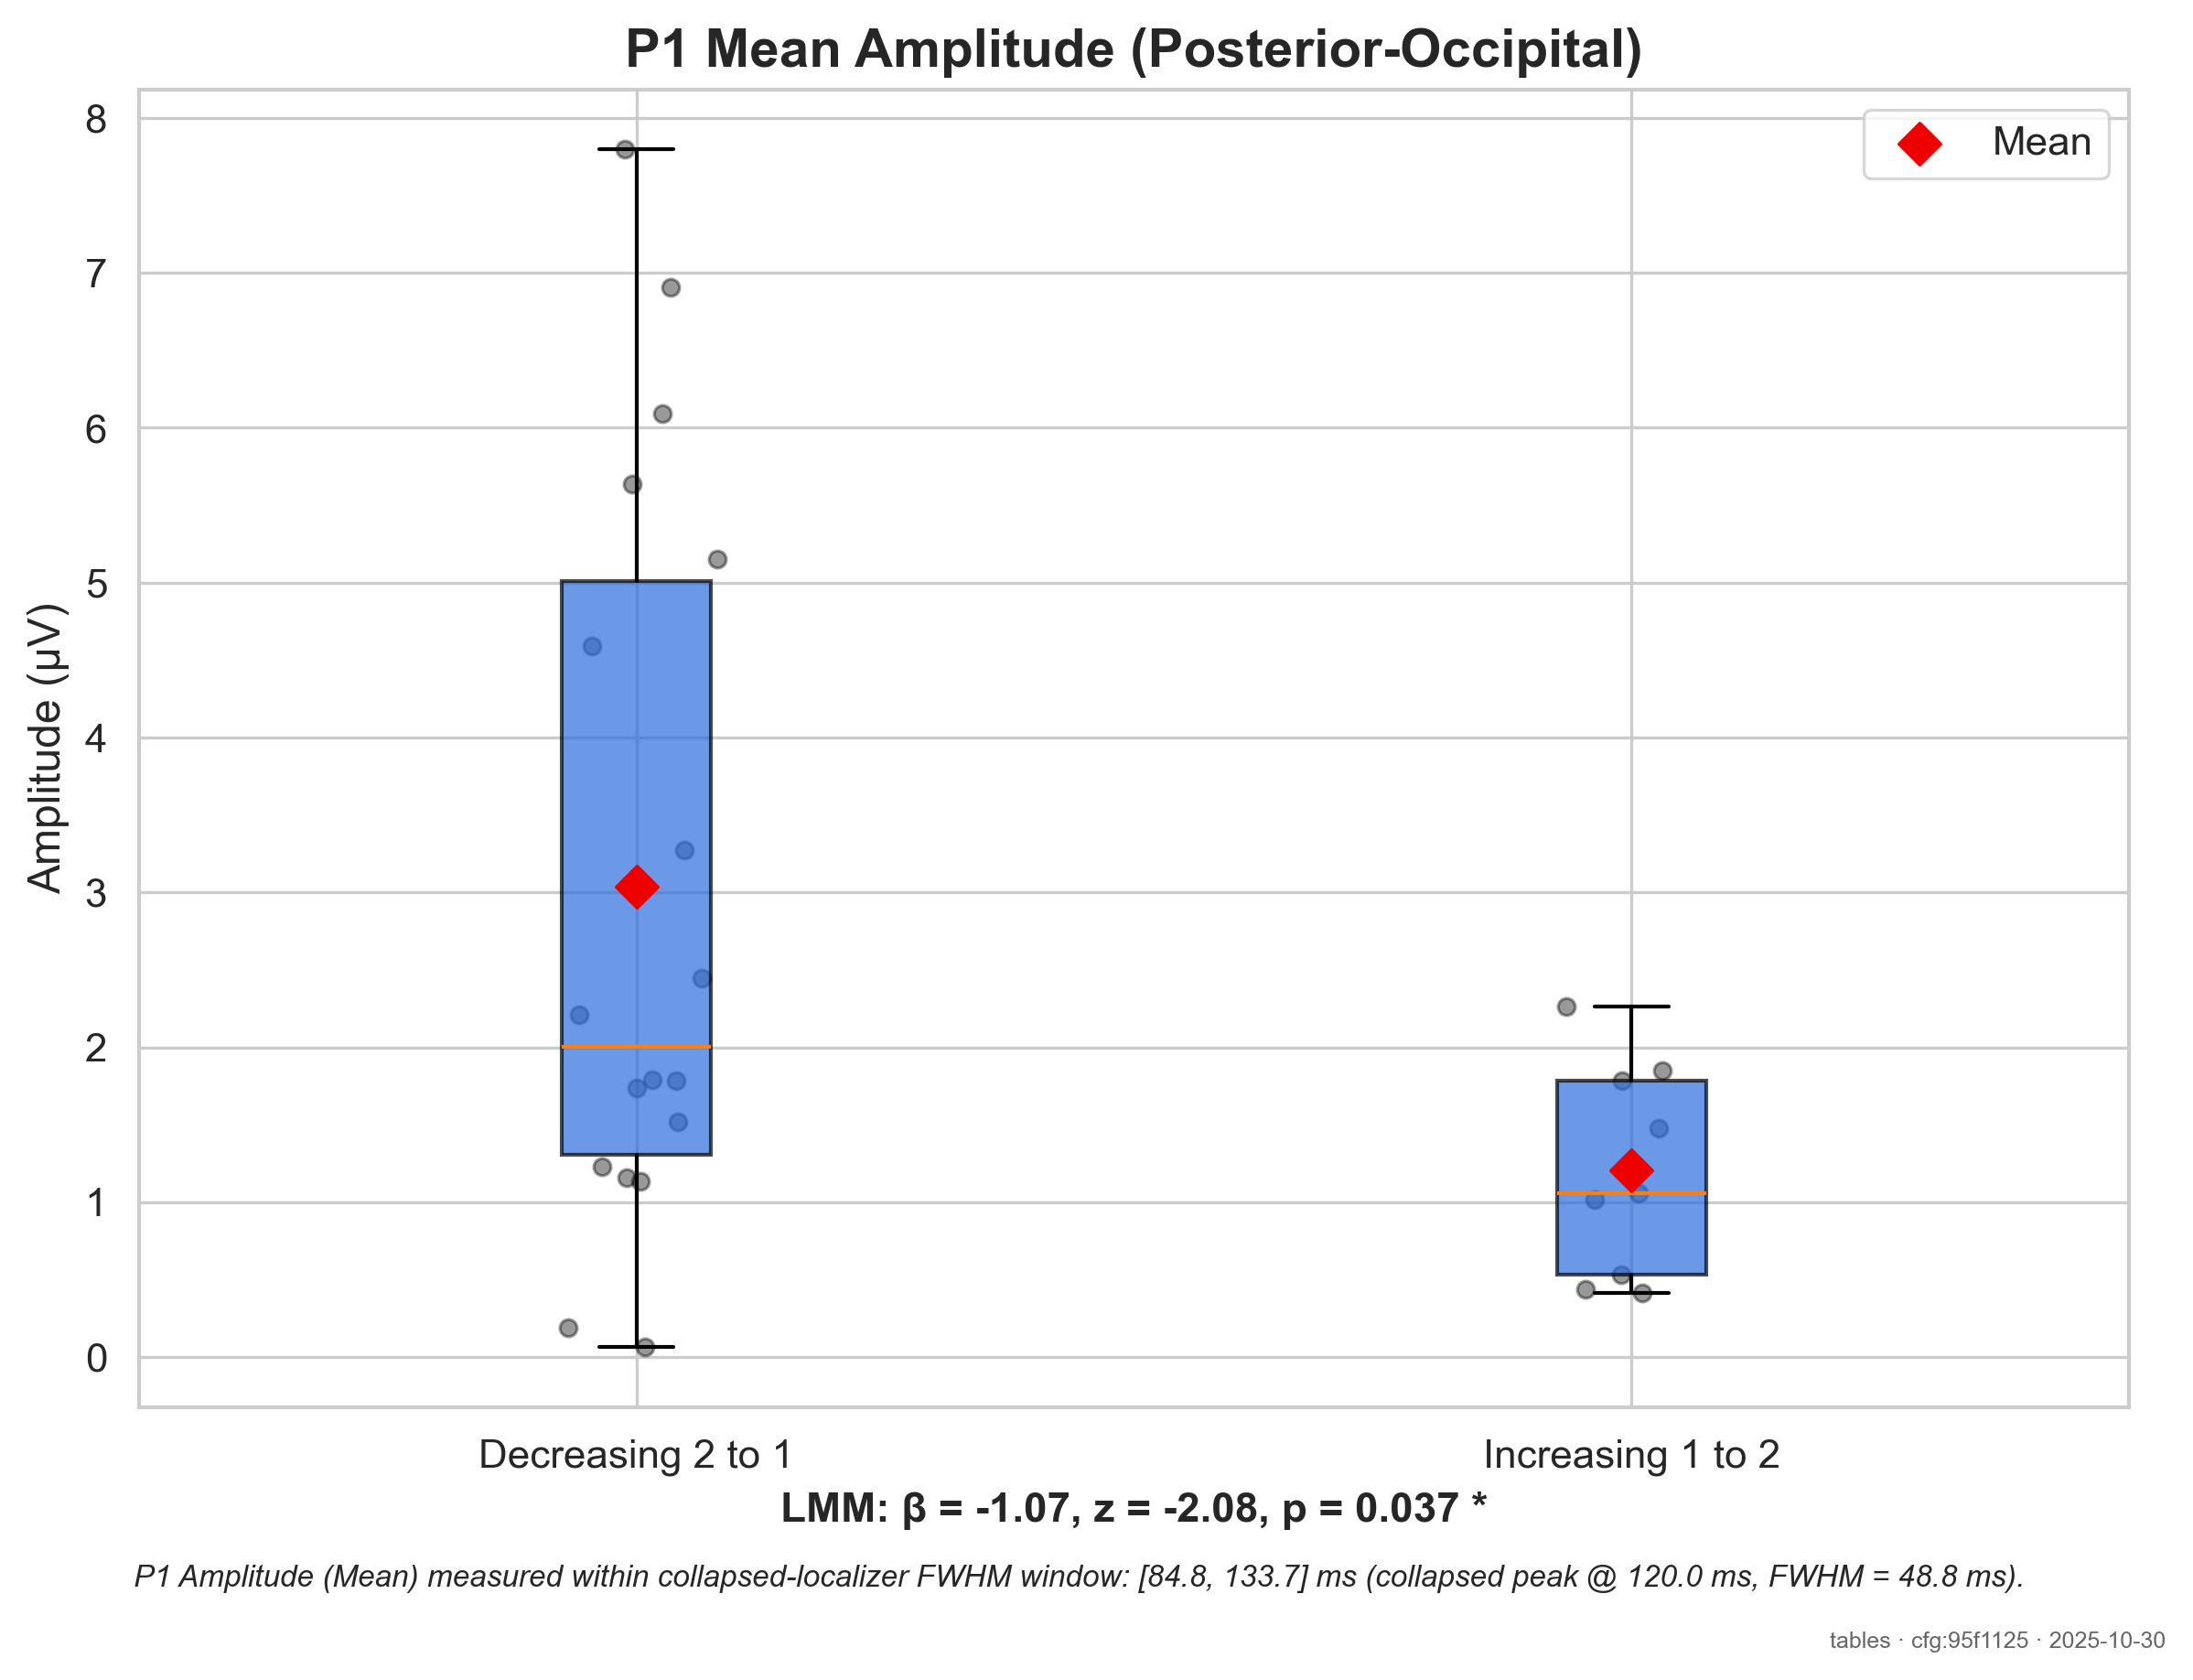 P1 Mean Amplitude (Posterior-Occipital)
Mean
8
7
6
5
4
3
2
1
0
Amplitude (µV)
Decreasing 2 to 1
Increasing 1 to 2
LMM: β = -1.07, z = -2.08, p = 0.037 *
P1 Amplitude (Mean) measured within collapsed-localizer FWHM window: [84.8, 133.7] ms (collapsed peak @ 120.0 ms, FWHM = 48.8 ms).
tables · cfg:95f1125 · 2025-10-30